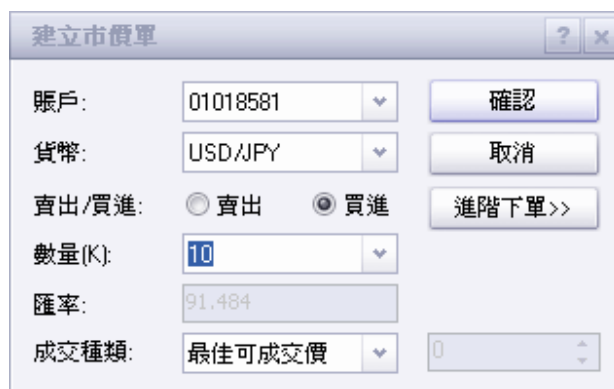 建立市價單 ? ×
賬戶: 01018581 確認
貨幣: USD/JPY 取消
賣出/買進: 賣出 買進 進階下單>>
數量(K): 10
匯率: 91.484
成交種類: 最佳可成交價 0